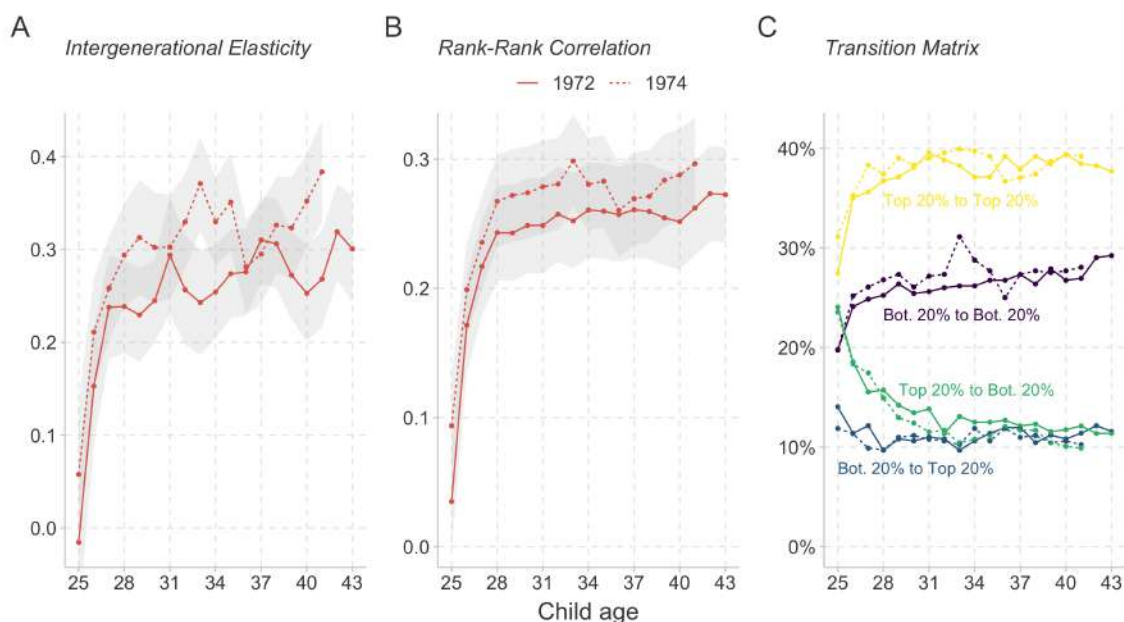 A
Intergenerational Elasticity
B
Rank-Rank Correlation
C
Transition Matrix
1972
1974
0.4
0.3
0.2
0.1
0.0
25 28 31 34 37 40 43
0.3
0.2
0.1
0.0
25 28 31 34 37 40 43
Child age
40%
30%
20%
10%
0%
Top 20% to Top 20%
Bot. 20% to Bot. 20%
Top 20% to Bot. 20%
Bot. 20% to Top 20%
25 28 31 34 37 40 43